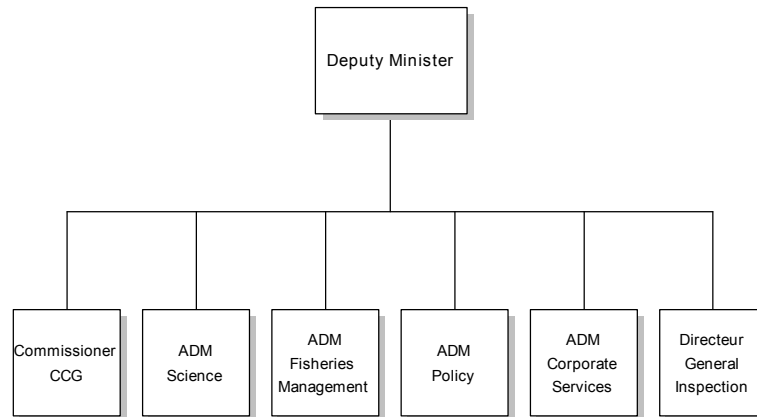 Deputy Minister
Commissioner
CCG
ADM
Science
ADM
Fisheries
Management
ADM
Policy
ADM
Corporate
Services
Directeur
General
Inspection